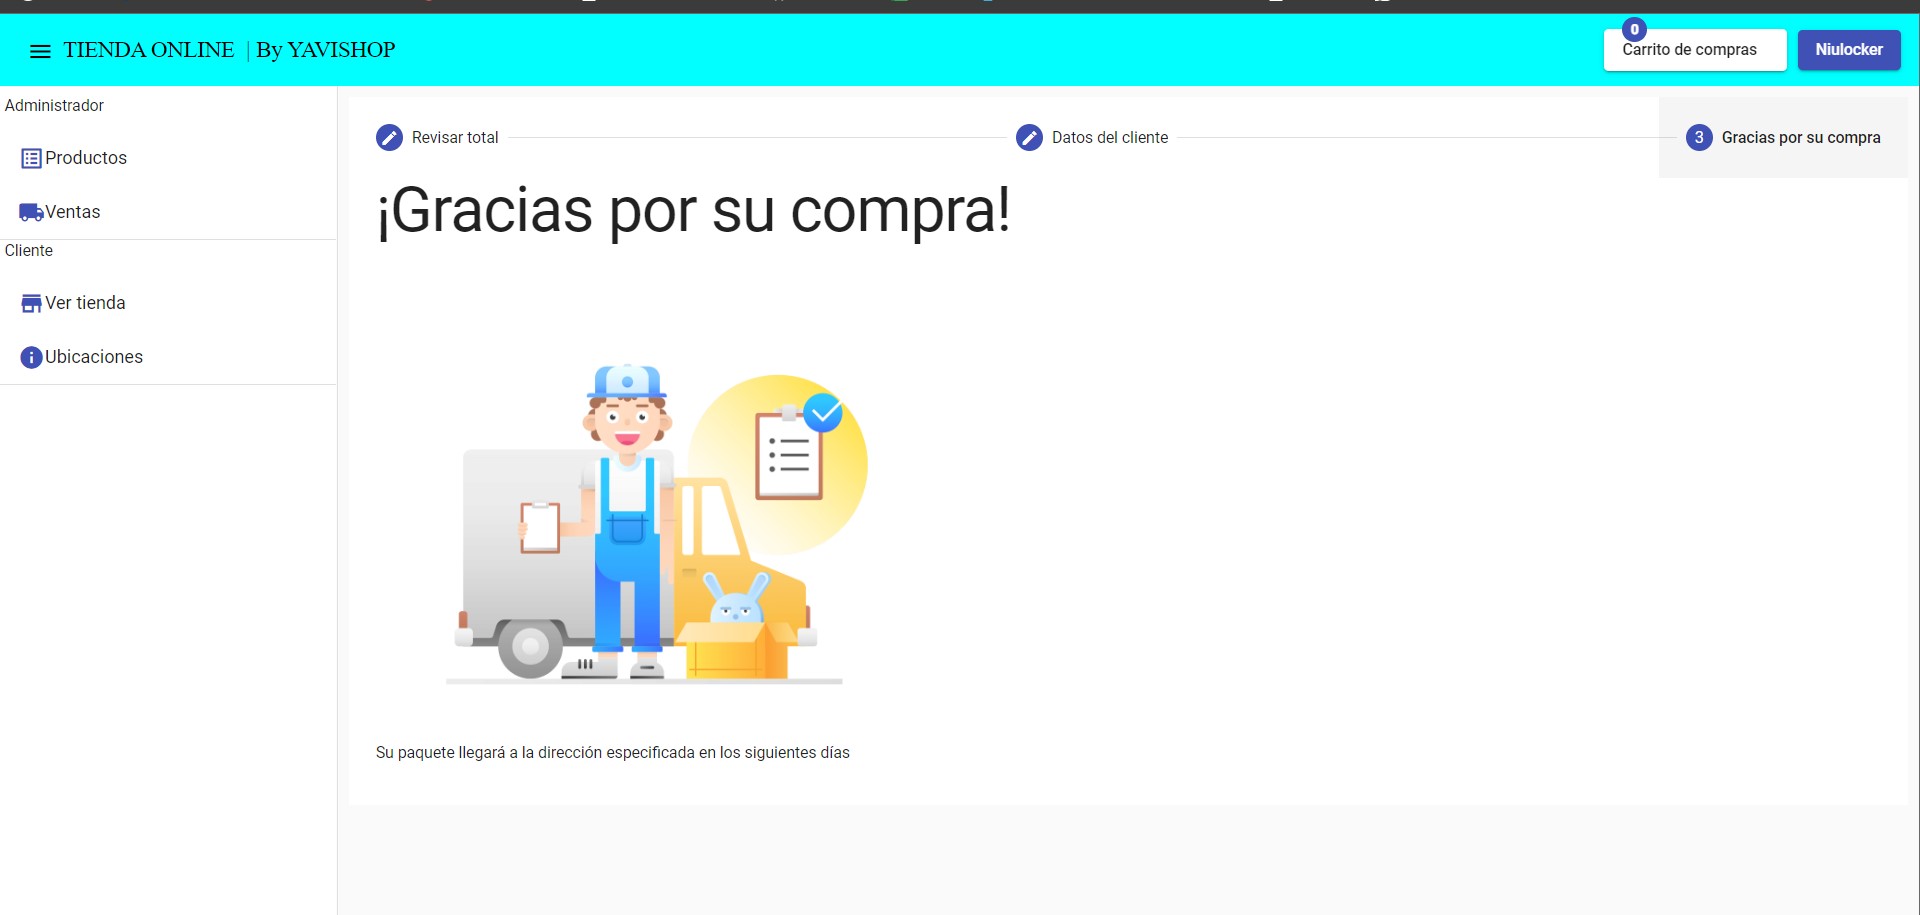 TIENDA ONLINE | By YAVISHOP
0
Carrito de compras
Niulocker
Administrador
Productos
Ventas
Cliente
Ver tienda
Ubicaciones
Revisar total
Datos del cliente
3 Gracias por su compra
¡Gracias por su compra!
Su paquete llegará a la dirección especificada en los siguientes días